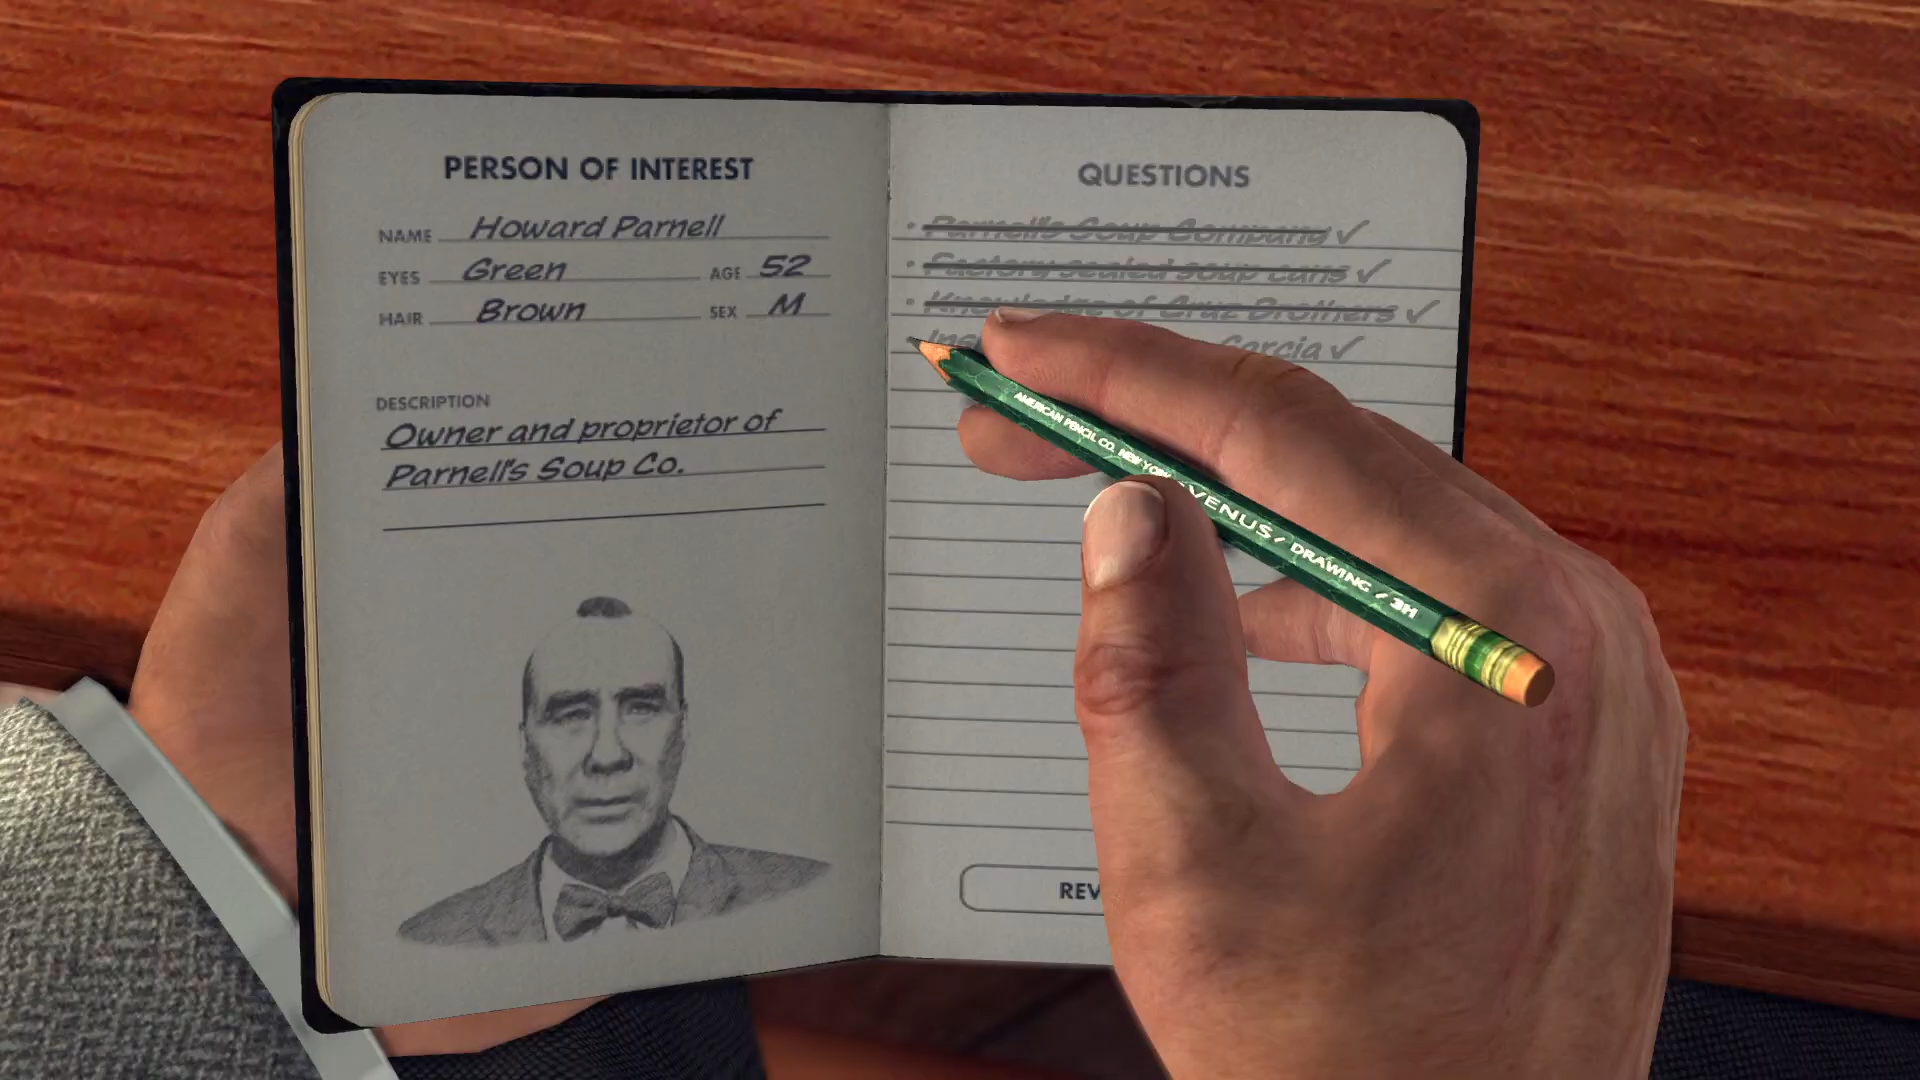 PERSON OF INTEREST
NAME Howard Parnell
EYES Green AGE 52
HAIR Brown SEX M
DESCRIPTION
Owner and proprietor of
Parnell's Soup Co.
QUESTIONS
• Parnell's Soup Company ✓
• Factory sealed soup cans ✓
• Knowledge of Cruz Brothers ✓
Garcia ✓
AMERICAN PENCIL CO. NEW YORK VENUS / DRAWING / 3H